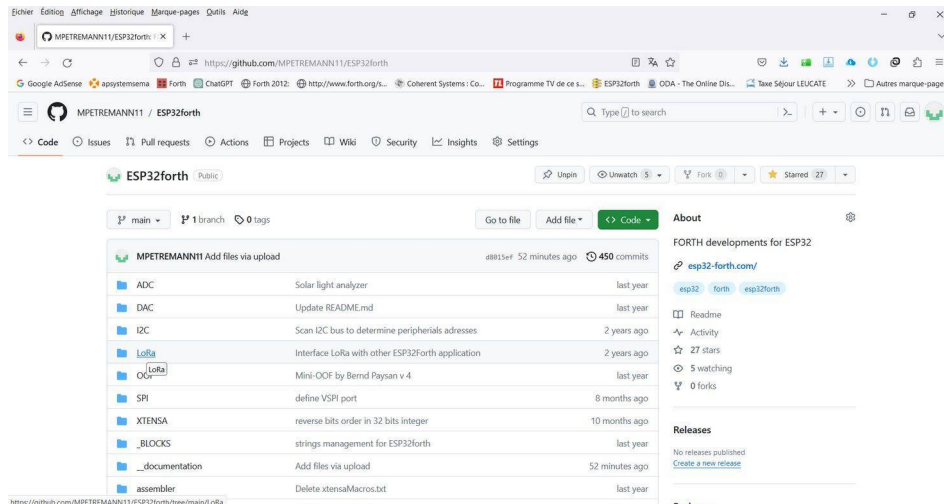 Fichier Édition Affichage Historique Marque-pages Outils Aide
MPETREMANN11/ESP32forth: F
https://github.com/MPETREMANN11/ESP32forth
Google AdSense apsystemsema Forth ChatGPT Forth 2012: http://www.forth.org/s... Coherent Systems : Co... Programme TV de ce s... ESP32forth ODA - The Online Dis... Taxe Séjour LEUCATE Autres marque-page
MPETREMANN11 / ESP32forth Type / to search
Code Issues Pull requests Actions Projects Wiki Security Insights Settings
ESP32forth Public Unpin Unwatch 5 Fork 0 Starred 27
main 1 branch 0 tags Go to file Add file Code
MPETREMANN11 Add files via upload d8015ef 52 minutes ago 450 commits
ADC Solar light analyzer last year
DAC Update README.md last year
I2C Scan I2C bus to determine peripherials adresses 2 years ago
LoRa Interface LoRa with other ESP32Forth application 2 years ago
LoRa
Mini-OOF by Bernd Paysan v 4 last year
SPI define VSPI port 8 months ago
XTENSA reverse bits order in 32 bits integer 10 months ago
_BLOCKS strings management for ESP32forth last year
__documentation Add files via upload 52 minutes ago
assembler Delete xtensaMacros.txt last year
https://github.com/MPETREMANN11/ESP32forth/tree/main/LoRa
About
FORTH developments for ESP32
esp32-forth.com/
esp32 forth esp32forth
Readme
Activity
27 stars
5 watching
0 forks
Releases
No releases published
Create a new release